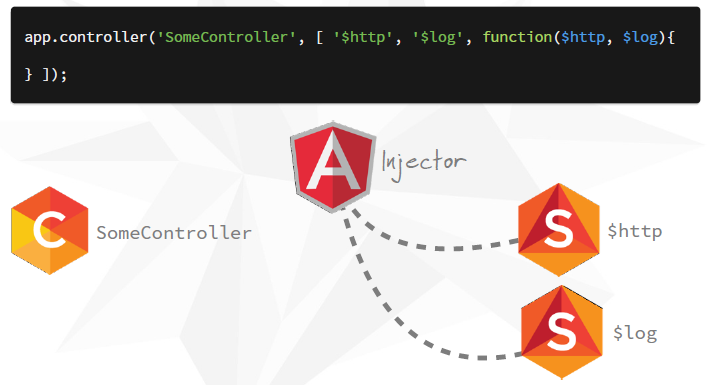 app.controller('SomeController', [ '$http', '$log', function($http, $log){
} ]);
A
Injector
C
SomeController
S
$http
S
$log